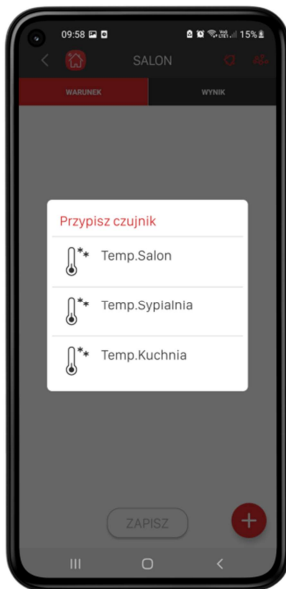 09:58
15%
SALON
WARUNEK WYNIK
Przypisz czujnik
Temp.Salon
Temp.Sypialnia
Temp.Kuchnia
ZAPISZ